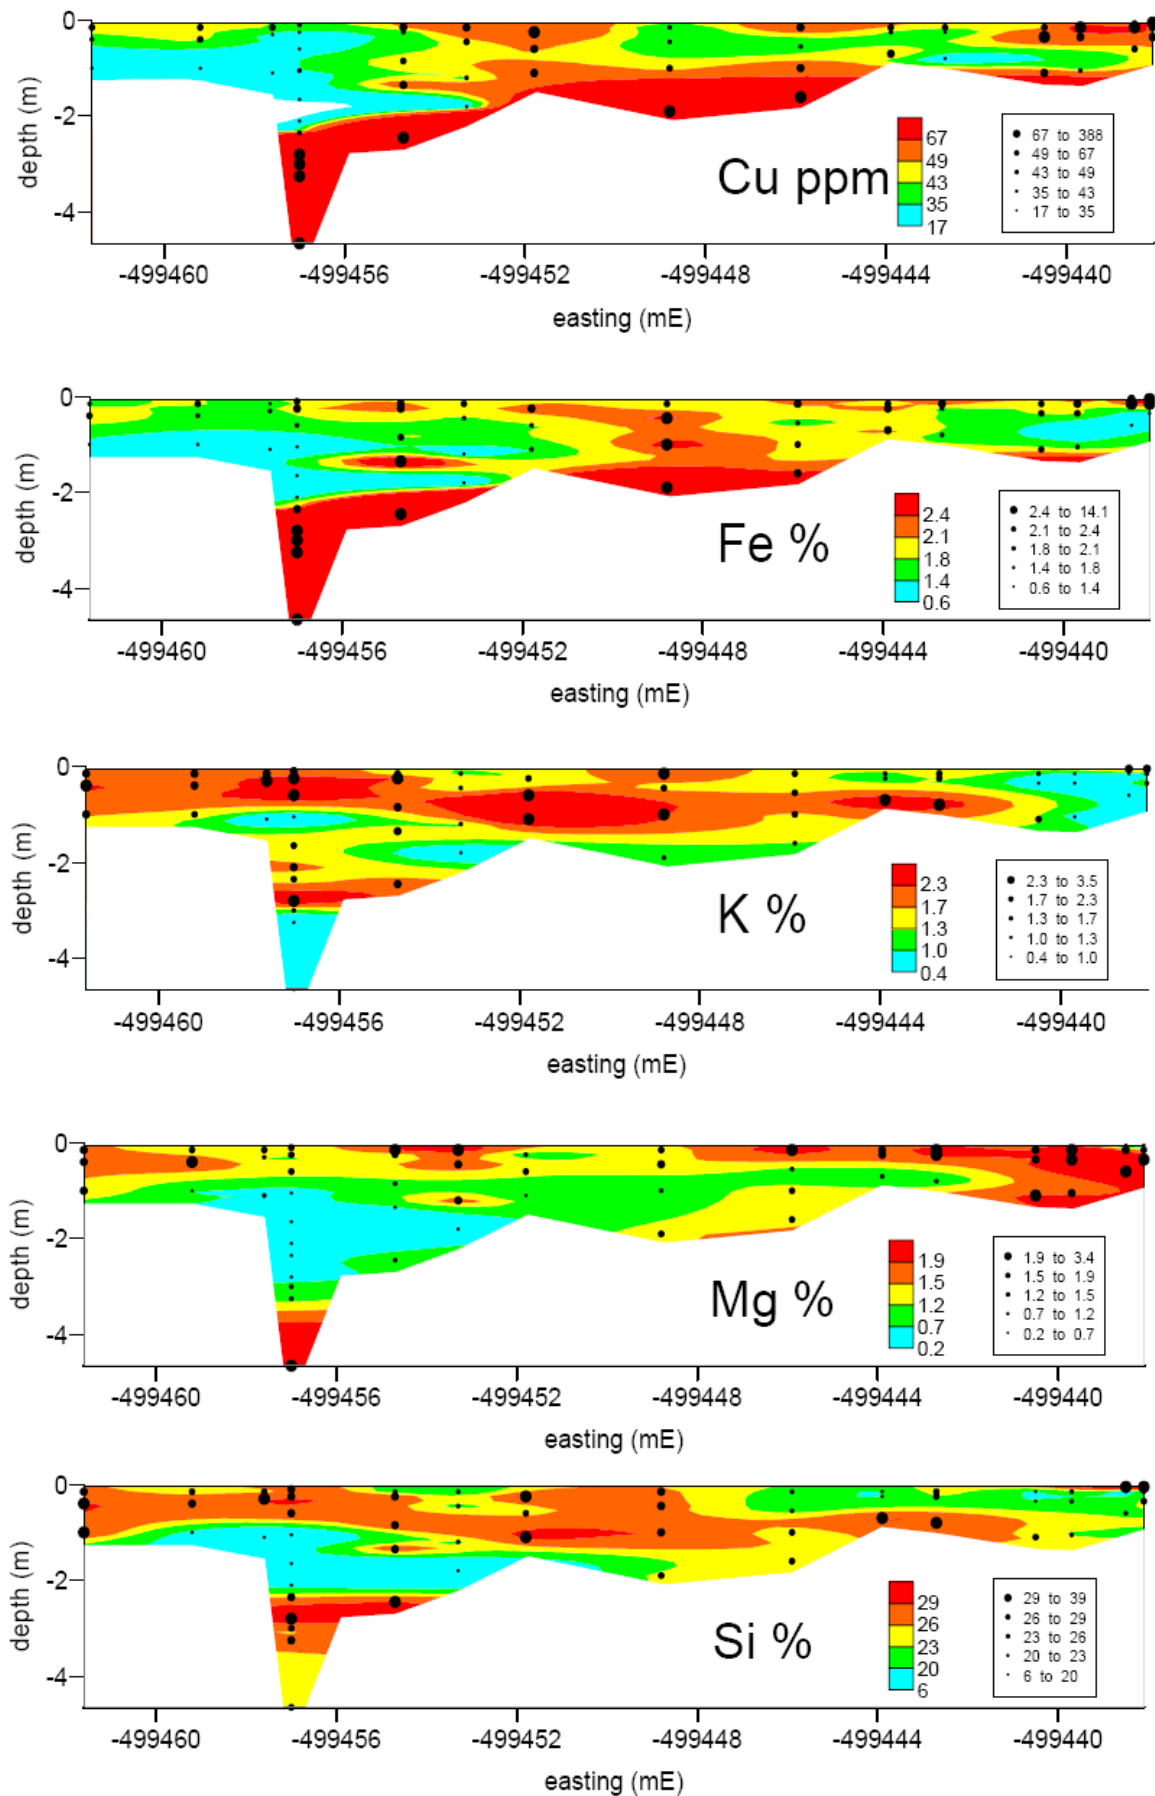 0
-2
-4
depth (m)
Cu ppm
67
49
43
35
17
67 to 388
49 to 67
43 to 49
35 to 43
17 to 35
-499460 -499456 -499452 -499448 -499444 -499440
easting (mE)
0
-2
-4
depth (m)
Fe %
2.4
2.1
1.8
1.4
0.6
2.4 to 14.1
2.1 to 2.4
1.8 to 2.1
1.4 to 1.8
0.6 to 1.4
-499460 -499456 -499452 -499448 -499444 -499440
easting (mE)
0
-2
-4
depth (m)
K %
2.3
1.7
1.3
1.0
0.4
2.3 to 3.5
1.7 to 2.3
1.3 to 1.7
1.0 to 1.3
0.4 to 1.0
-499460 -499456 -499452 -499448 -499444 -499440
easting (mE)
0
-2
-4
depth (m)
Mg %
1.9
1.5
1.2
0.7
0.2
1.9 to 3.4
1.5 to 1.9
1.2 to 1.5
0.7 to 1.2
0.2 to 0.7
-499460 -499456 -499452 -499448 -499444 -499440
easting (mE)
0
-2
-4
depth (m)
Si %
29
26
23
20
6
29 to 39
26 to 29
23 to 26
20 to 23
6 to 20
-499460 -499456 -499452 -499448 -499444 -499440
easting (mE)